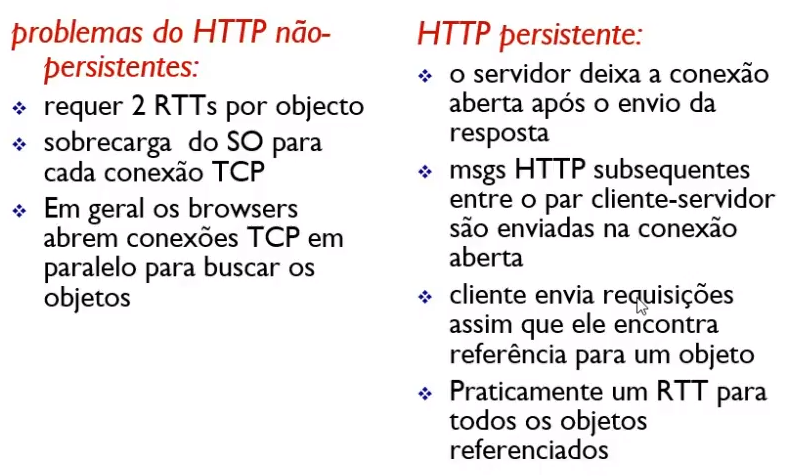 problemas do HTTP não-
persistentes:
requer 2 RTTs por objecto
sobrecarga do SO para
cada conexão TCP
Em geral os browsers
abrem conexões TCP em
paralelo para buscar os
objetos
HTTP persistente:
o servidor deixa a conexão
aberta após o envio da
resposta
msgs HTTP subsequentes
entre o par cliente-servidor
são enviadas na conexão
aberta
cliente envia requisições
assim que ele encontra
referência para um objeto
Praticamente um RTT para
todos os objetos
referenciados